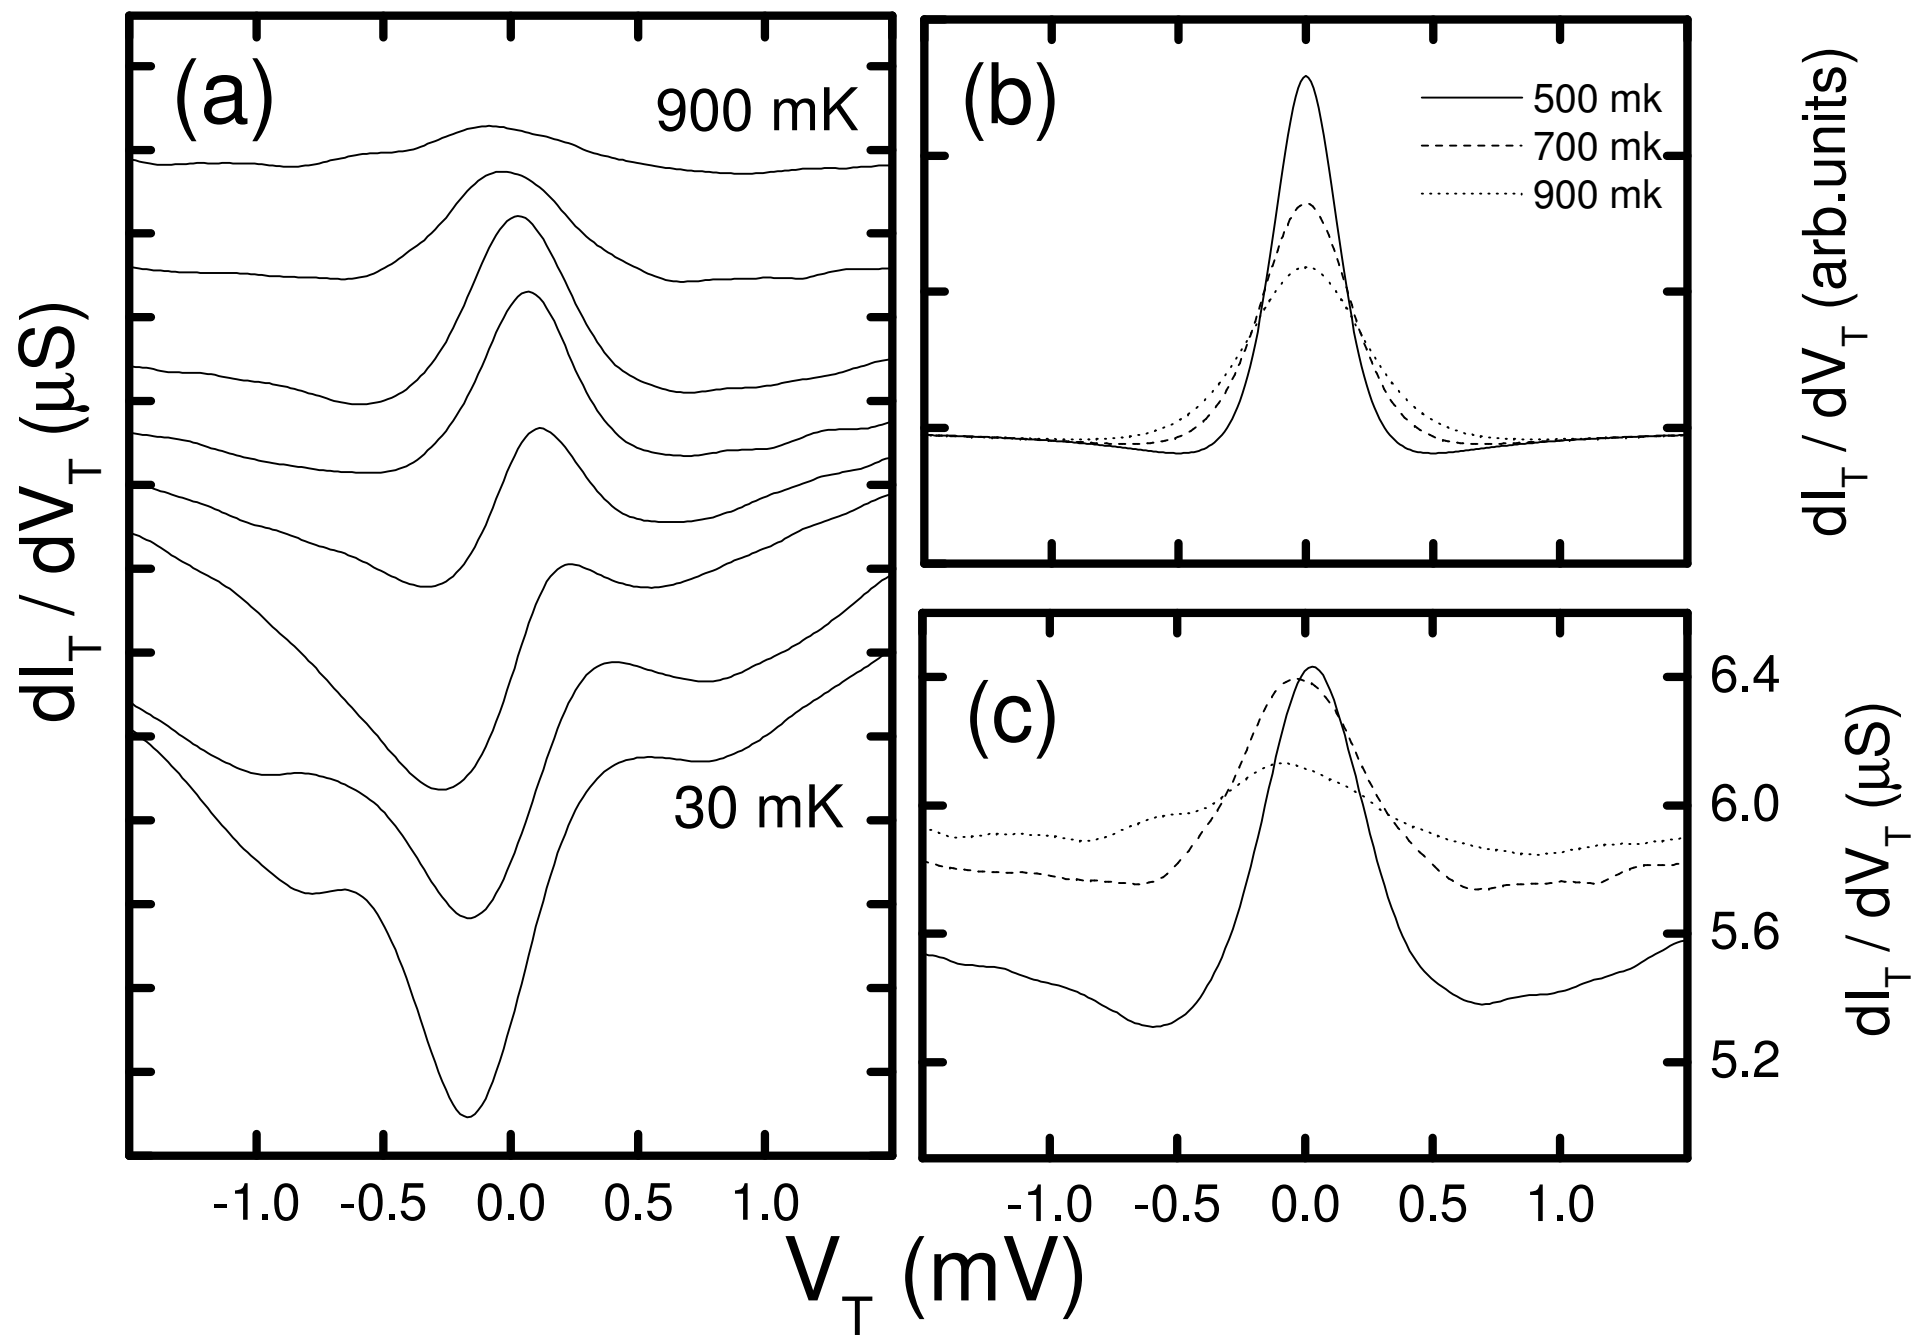 (a)
900 mK
30 mK
dI_T / dV_T (μS)
-1.0 -0.5 0.0 0.5 1.0
(b)
500 mk
700 mk
900 mk
dI_T / dV_T (arb.units)
(c)
6.4
6.0
5.6
5.2
dI_T / dV_T (μS)
-1.0 -0.5 0.0 0.5 1.0
V_T (mV)